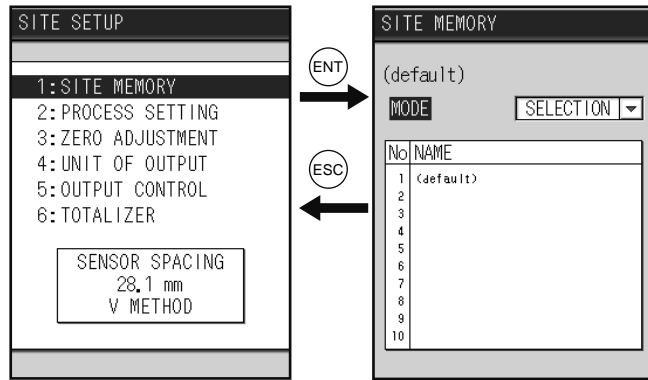 SITE SETUP
1:SITE MEMORY
2:PROCESS SETTING
3:ZERO ADJUSTMENT
4:UNIT OF OUTPUT
5:OUTPUT CONTROL
6:TOTALIZER
SENSOR SPACING
28.1 mm
V METHOD
ENT
ESC
SITE MEMORY
(default)
MODE SELECTION
No NAME
1 (default)
2
3
4
5
6
7
8
9
10